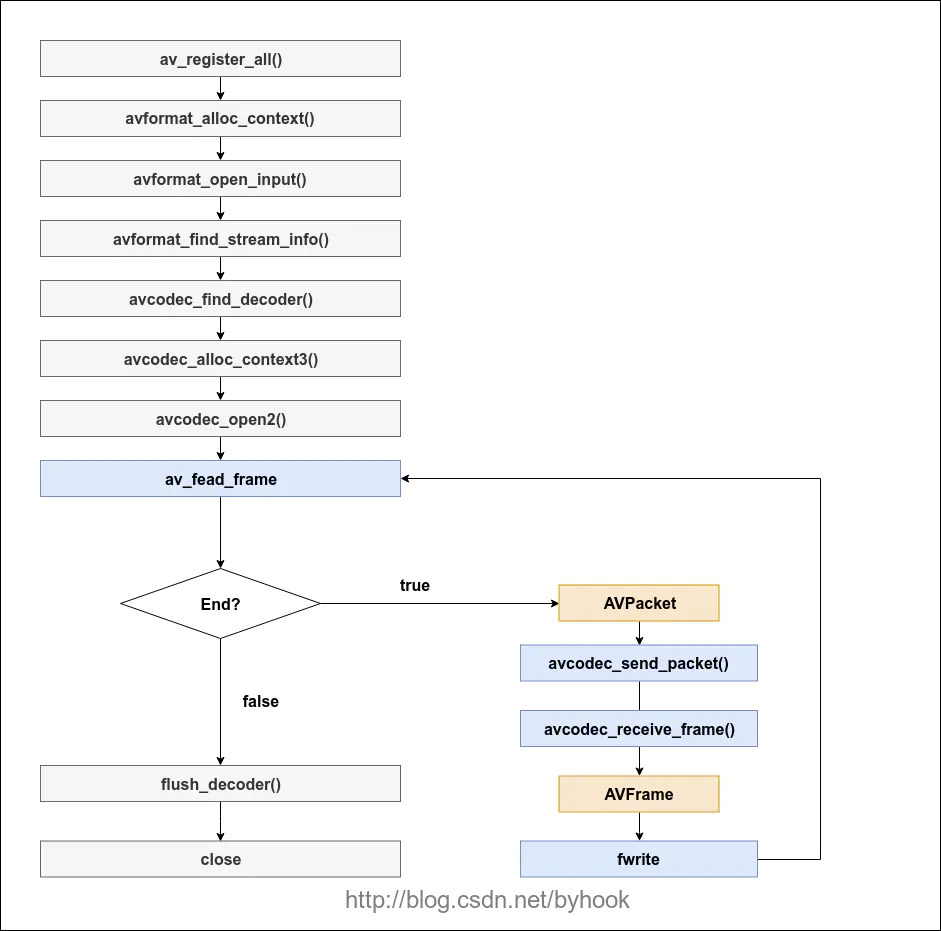 av_register_all()
avformat_alloc_context()
avformat_open_input()
avformat_find_stream_info()
avcodec_find_decoder()
avcodec_alloc_context3()
avcodec_open2()
av_fead_frame
End?
true
false
AVPacket
avcodec_send_packet()
avcodec_receive_frame()
AVFrame
fwrite
flush_decoder()
close
http://blog.csdn.net/byhook